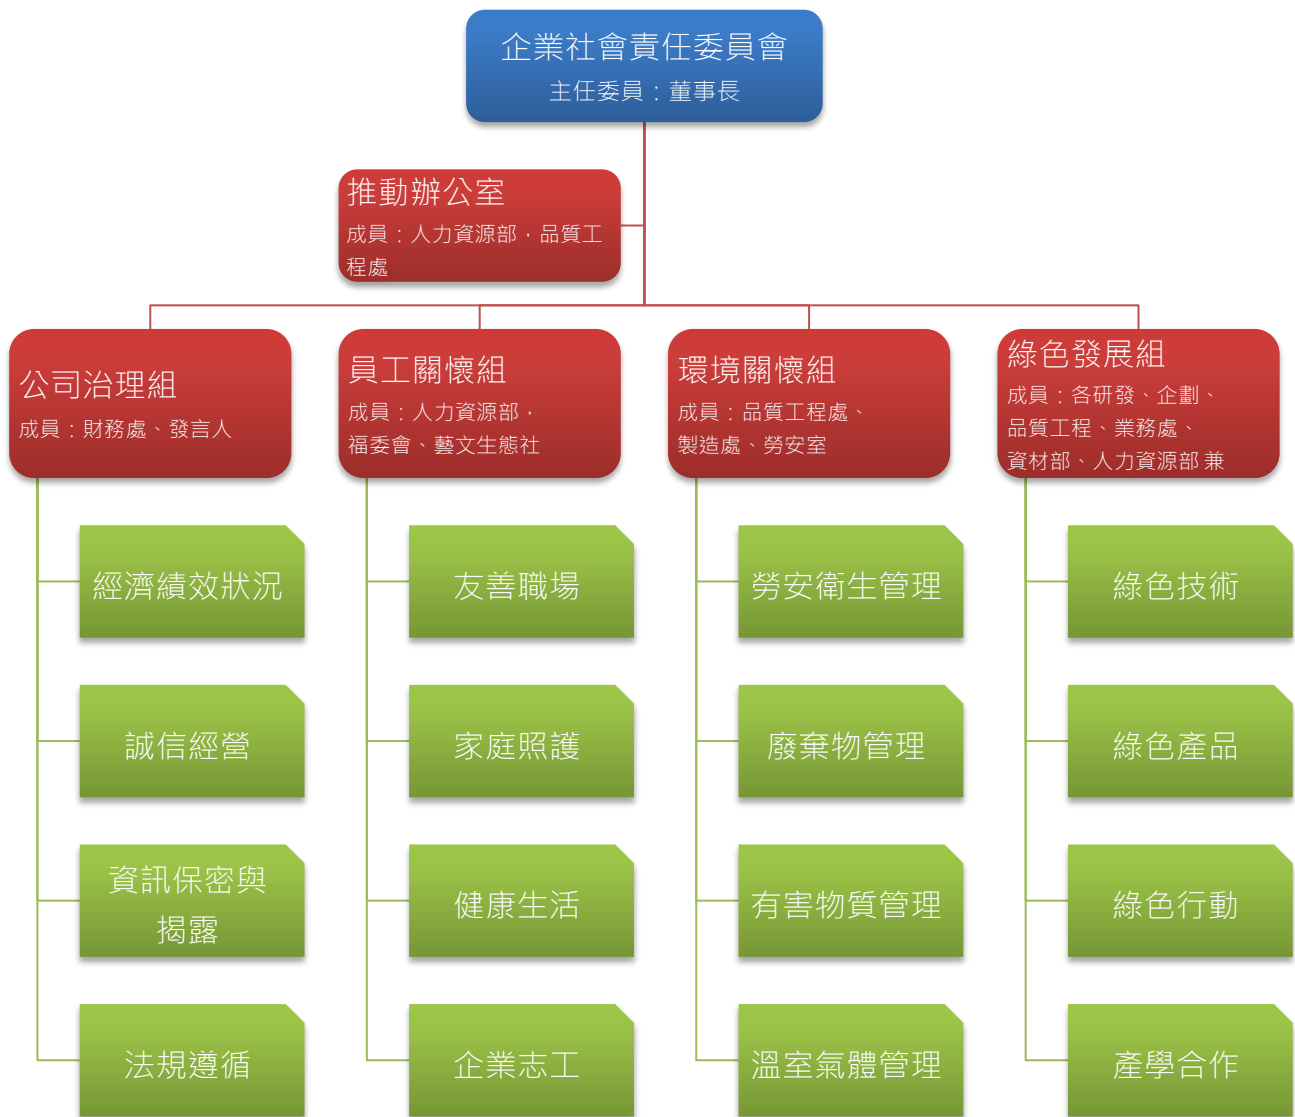 企業社會責任委員會
主任委員：董事長
推動辦公室
成員：人力資源部，品質工
程處
公司治理組
成員：財務處、發言人
員工關懷組
成員：人力資源部，
福委會、藝文生態社
環境關懷組
成員：品質工程處、
製造處、勞安室
綠色發展組
成員：各研發、企劃、
品質工程、業務處、
資材部、人力資源部 兼
經濟績效狀況
友善職場
勞安衛生管理
綠色技術
誠信經營
家庭照護
廢棄物管理
綠色產品
資訊保密與
揭露
健康生活
有害物質管理
綠色行動
法規遵循
企業志工
溫室氣體管理
產學合作